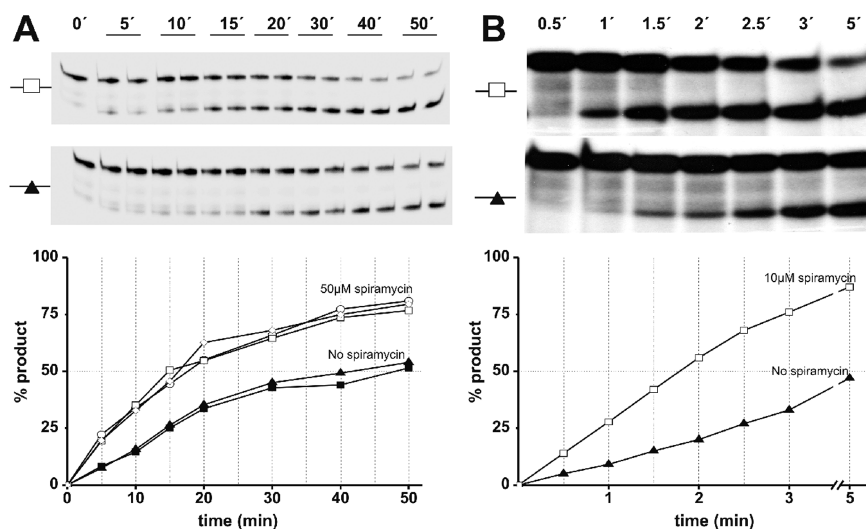 A
0´ 5´ 10´ 15´ 20´ 30´ 40´ 50´
100
75
50
25
0
% product
50µM spiramycin
No spiramycin
0 10 20 30 40 50
time (min)
B
0.5´ 1´ 1.5´ 2´ 2.5´ 3´ 5´
100
75
50
25
0
% product
10µM spiramycin
No spiramycin
1 2 3 5
time (min)